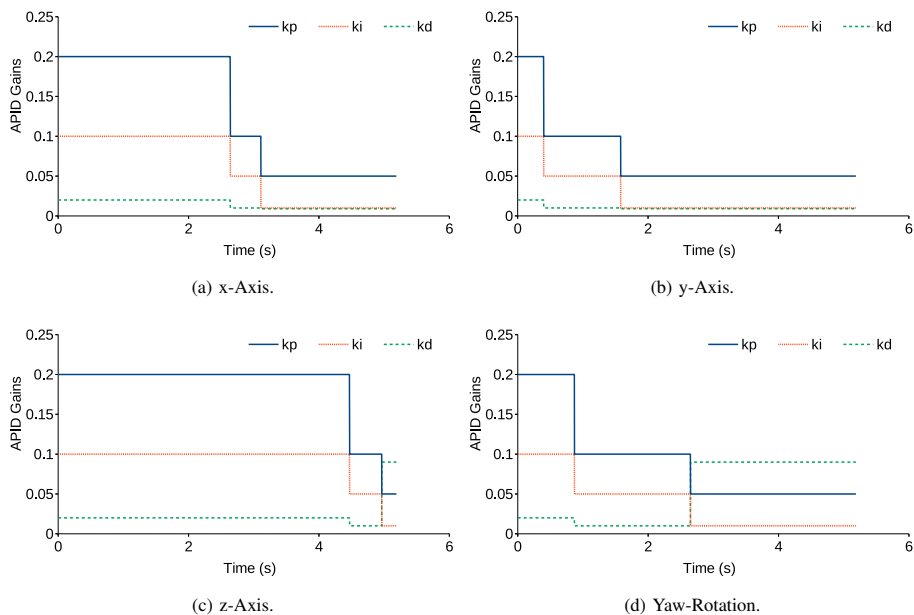 0.25
kp ki kd
0.2
0.15
0.1
0.05
0
APID Gains
0 2 4 6
Time (s)
(a) x-Axis.
0.25
kp ki kd
0.2
0.15
0.1
0.05
0
APID Gains
0 2 4 6
Time (s)
(b) y-Axis.
0.25
kp ki kd
0.2
0.15
0.1
0.05
0
APID Gains
0 2 4 6
Time (s)
(c) z-Axis.
0.25
kp ki kd
0.2
0.15
0.1
0.05
0
APID Gains
0 2 4 6
Time (s)
(d) Yaw-Rotation.